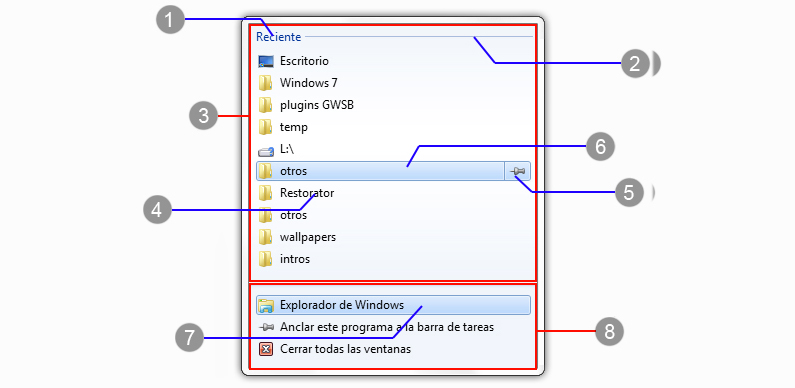 1
Reciente
2
Escritorio
Windows 7
plugins GWSB
3
temp
L:\
6
otros
5
Restorator
4
otros
wallpapers
intros
Explorador de Windows
7
Anclar este programa a la barra de tareas
8
Cerrar todas las ventanas